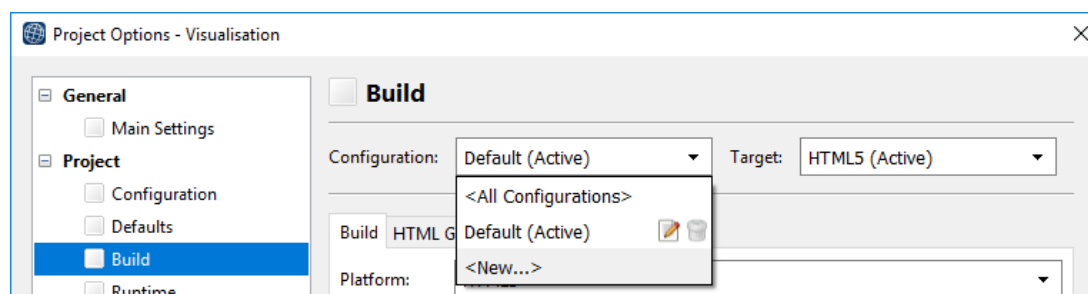 Project Options - Visualisation
General
Main Settings
Project
Configuration
Defaults
Build
Runtime
Build
Configuration: Default (Active) Target: HTML5 (Active)
<All Configurations>
Default (Active)
<New...>
Build HTML G
Platform: